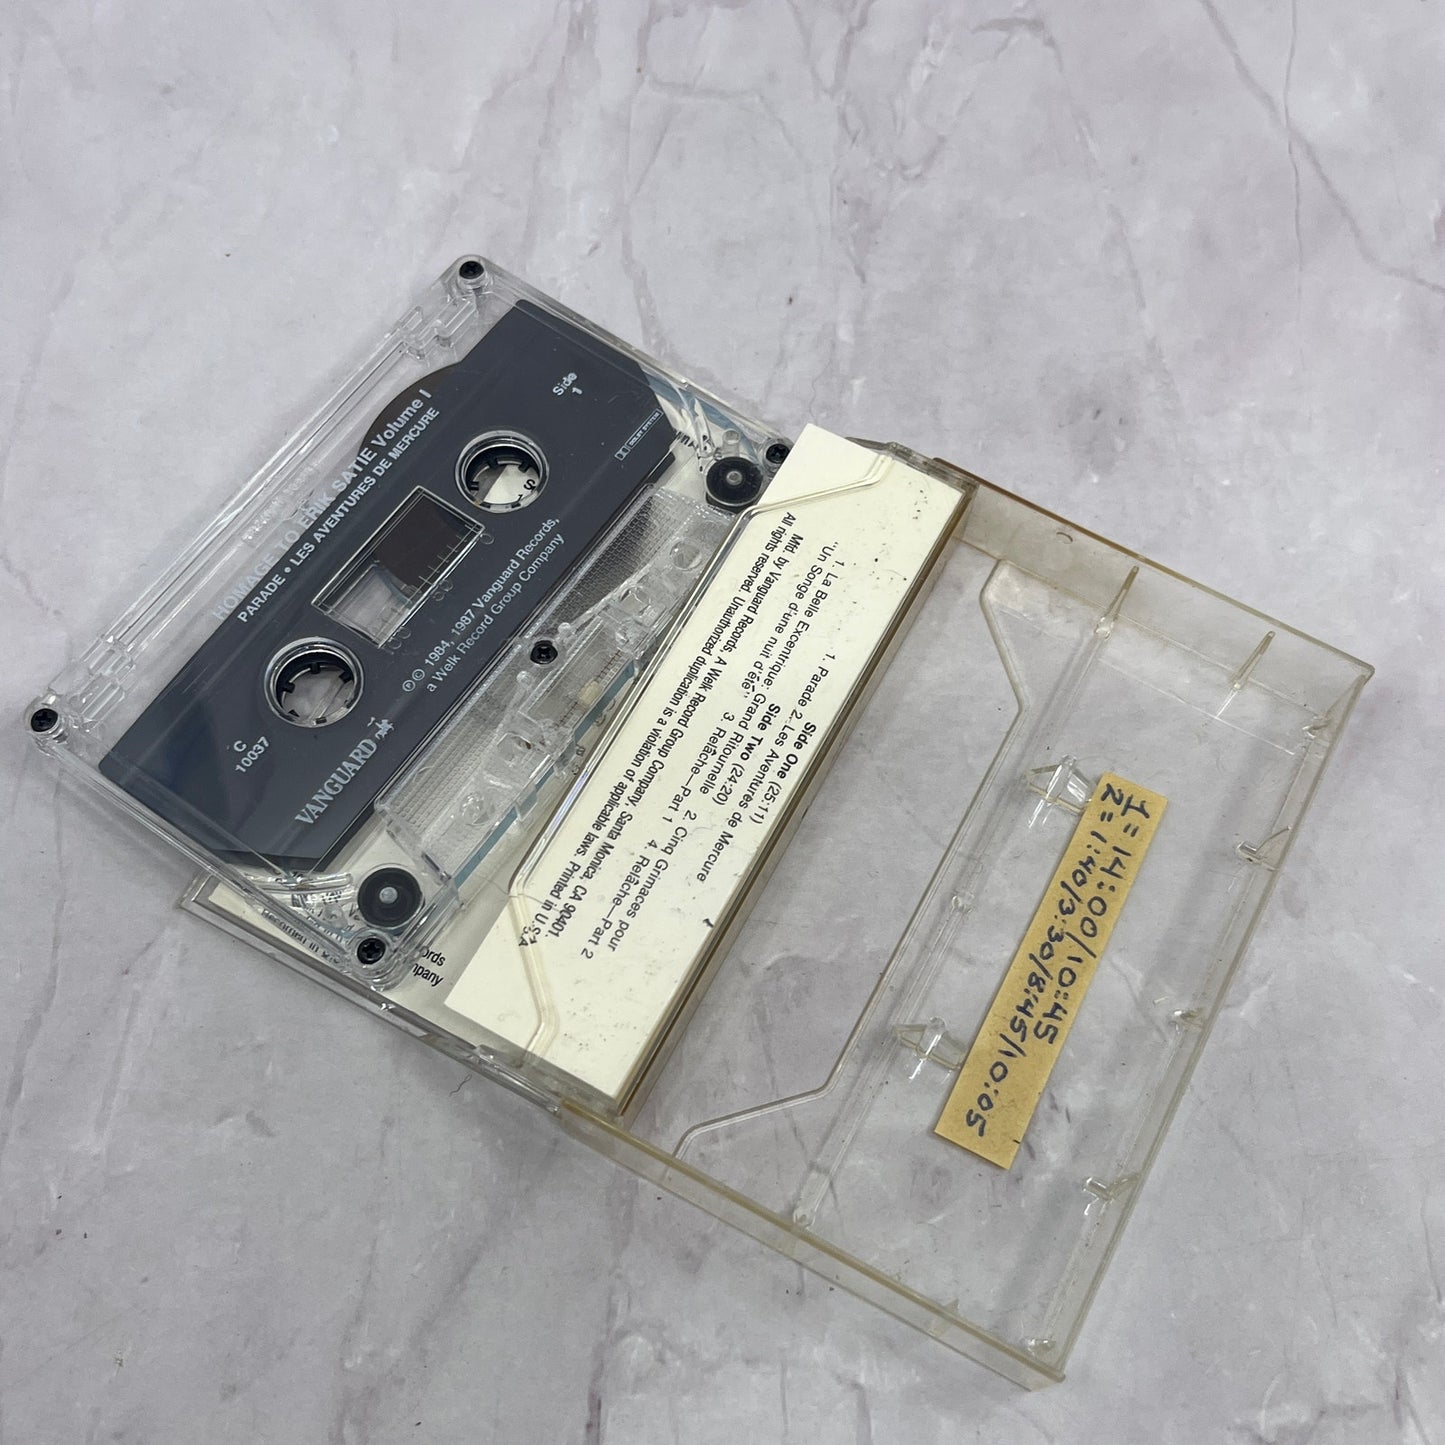 HOMAGE TO ERIK SATIE Volume I
PARADE • LES AVENTURES DE MERCURE
Side
1
DOLBY SYSTEM
℗ © 1984, 1987 Vanguard Records,
a Welk Record Group Company
C
10037
VANGUARD
Side One (25:11)
1. Parade 2. Les Aventures de Mercure
Side Two (24:20)
1. La Belle Excentrique: Grand Ritournelle 2. Cinq Grimaces pour
"Un Songe d'une nuit d'été" 3. Relâche—Part 1 4. Relâche—Part 2
Mfd. by Vanguard Records, A Welk Record Group Company, Santa Monica, CA 90401.
All rights reserved. Unauthorized duplication is a violation of applicable laws. Printed in U.S.A
1=14:00/10:45
2=1:40/3:30/8:45/10:05